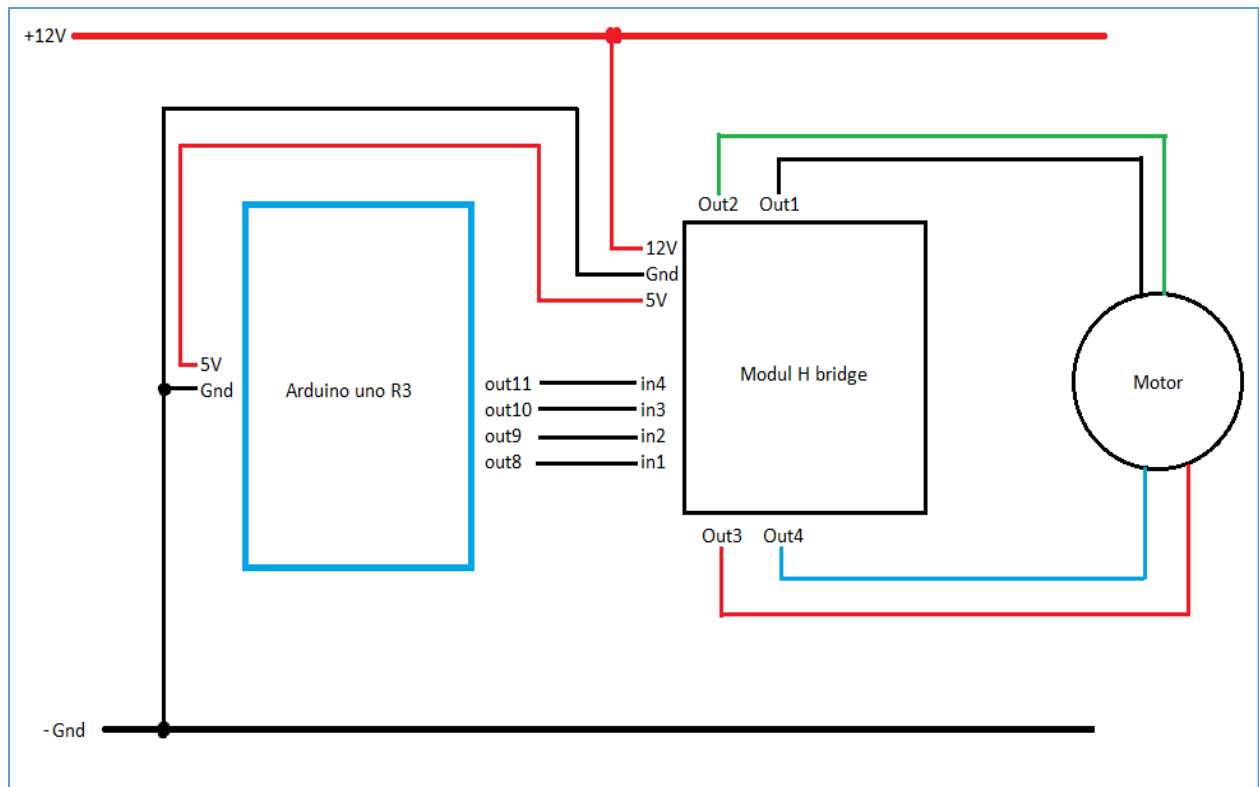 +12V
Out2 Out1
12V
Gnd
5V
5V
Gnd
Arduino uno R3
Modul H bridge
Motor
out11 in4
out10 in3
out9 in2
out8 in1
Out3 Out4
-Gnd